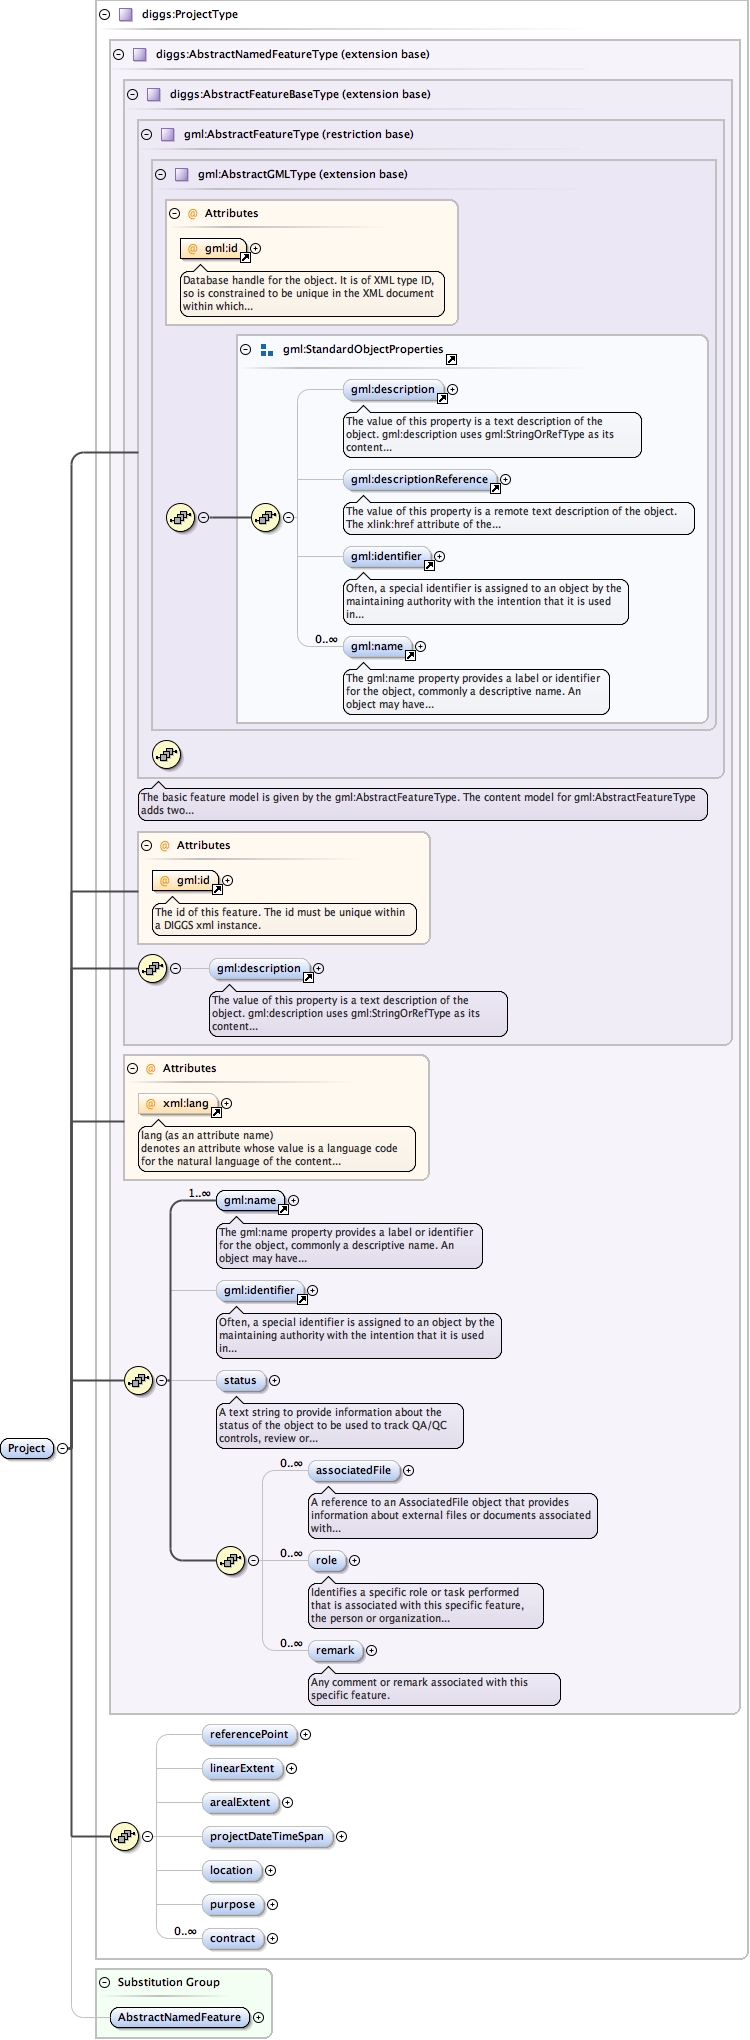 diggs:ProjectType
diggs:AbstractNamedFeatureType (extension base)
diggs:AbstractFeatureBaseType (extension base)
gml:AbstractFeatureType (restriction base)
gml:AbstractGMLType (extension base)
@ Attributes
@ gml:id
Database handle for the object. It is of XML type ID,
so is constrained to be unique in the XML document
within which...
gml:StandardObjectProperties
gml:description
The value of this property is a text description of the
object. gml:description uses gml:StringOrRefType as its
content...
gml:descriptionReference
The value of this property is a remote text description of the object.
The xlink:href attribute of the...
gml:identifier
Often, a special identifier is assigned to an object by the
maintaining authority with the intention that it is used
in...
0..∞
gml:name
The gml:name property provides a label or identifier
for the object, commonly a descriptive name. An
object may have...
The basic feature model is given by the gml:AbstractFeatureType. The content model for gml:AbstractFeatureType
adds two...
@ Attributes
@ gml:id
The id of this feature. The id must be unique within
a DIGGS xml instance.
gml:description
The value of this property is a text description of the
object. gml:description uses gml:StringOrRefType as its
content...
@ Attributes
@ xml:lang
lang (as an attribute name)
denotes an attribute whose value is a language code
for the natural language of the content...
1..∞
gml:name
The gml:name property provides a label or identifier
for the object, commonly a descriptive name. An
object may have...
gml:identifier
Often, a special identifier is assigned to an object by the
maintaining authority with the intention that it is used
in...
status
A text string to provide information about the
status of the object to be used to track QA/QC
controls, review or...
Project
0..∞
associatedFile
A reference to an AssociatedFile object that provides
information about external files or documents associated
with...
0..∞
role
Identifies a specific role or task performed
that is associated with this specific feature,
the person or organization...
0..∞
remark
Any comment or remark associated with this
specific feature.
referencePoint
linearExtent
arealExtent
projectDateTimeSpan
location
purpose
0..∞
contract
Substitution Group
AbstractNamedFeature